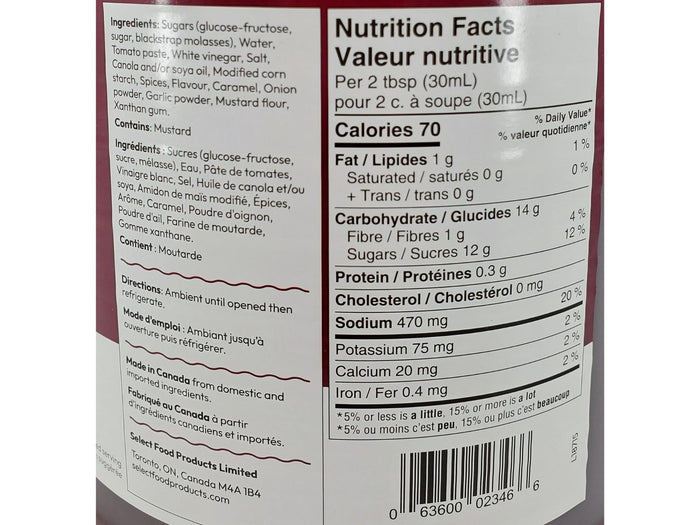 Ingredients: Sugars (glucose-fructose,
sugar, blackstrap molasses), Water,
Tomato paste, White vinegar, Salt,
Canola and/or soya oil, Modified corn
starch, Spices, Flavour, Caramel, Onion
powder, Garlic powder, Mustard flour,
Xanthan gum.
Contains: Mustard
Ingrédients : Sucres (glucose-fructose,
sucre, mélasse), Eau, Pâte de tomates,
Vinaigre blanc, Sel, Huile de canola et/ou
soya, Amidon de maïs modifié, Épices,
Arôme, Caramel, Poudre d'oignon,
Poudre d'ail, Farine de moutarde,
Gomme xanthane.
Contient : Moutarde
Directions: Ambient until opened then
refrigerate.
Mode d'emploi : Ambiant jusqu'à
ouverture puis réfrigérer.
Made in Canada from domestic and
imported ingredients.
Fabriqué au Canada à partir
d'ingrédients canadiens et importés.
Select Food Products Limited
Toronto, ON, Canada M4A 1B4
selectfoodproducts.com
serving
Nutrition Facts
Valeur nutritive
Per 2 tbsp (30mL)
pour 2 c. à soupe (30mL)
Calories 70
% Daily Value*
% valeur quotidienne*
Fat / Lipides 1 g 1 %
Saturated / saturés 0 g
+ Trans / trans 0 g 0 %
Carbohydrate / Glucides 14 g
Fibre / Fibres 1 g 4 %
Sugars / Sucres 12 g 12 %
Protein / Protéines 0.3 g
Cholesterol / Cholestérol 0 mg
Sodium 470 mg 20 %
Potassium 75 mg 2 %
Calcium 20 mg 2 %
Iron / Fer 0.4 mg 2 %
*5% or less is a little, 15% or more is a lot
*5% ou moins c'est peu, 15% ou plus c'est beaucoup
L18715
0 63600 02346 6